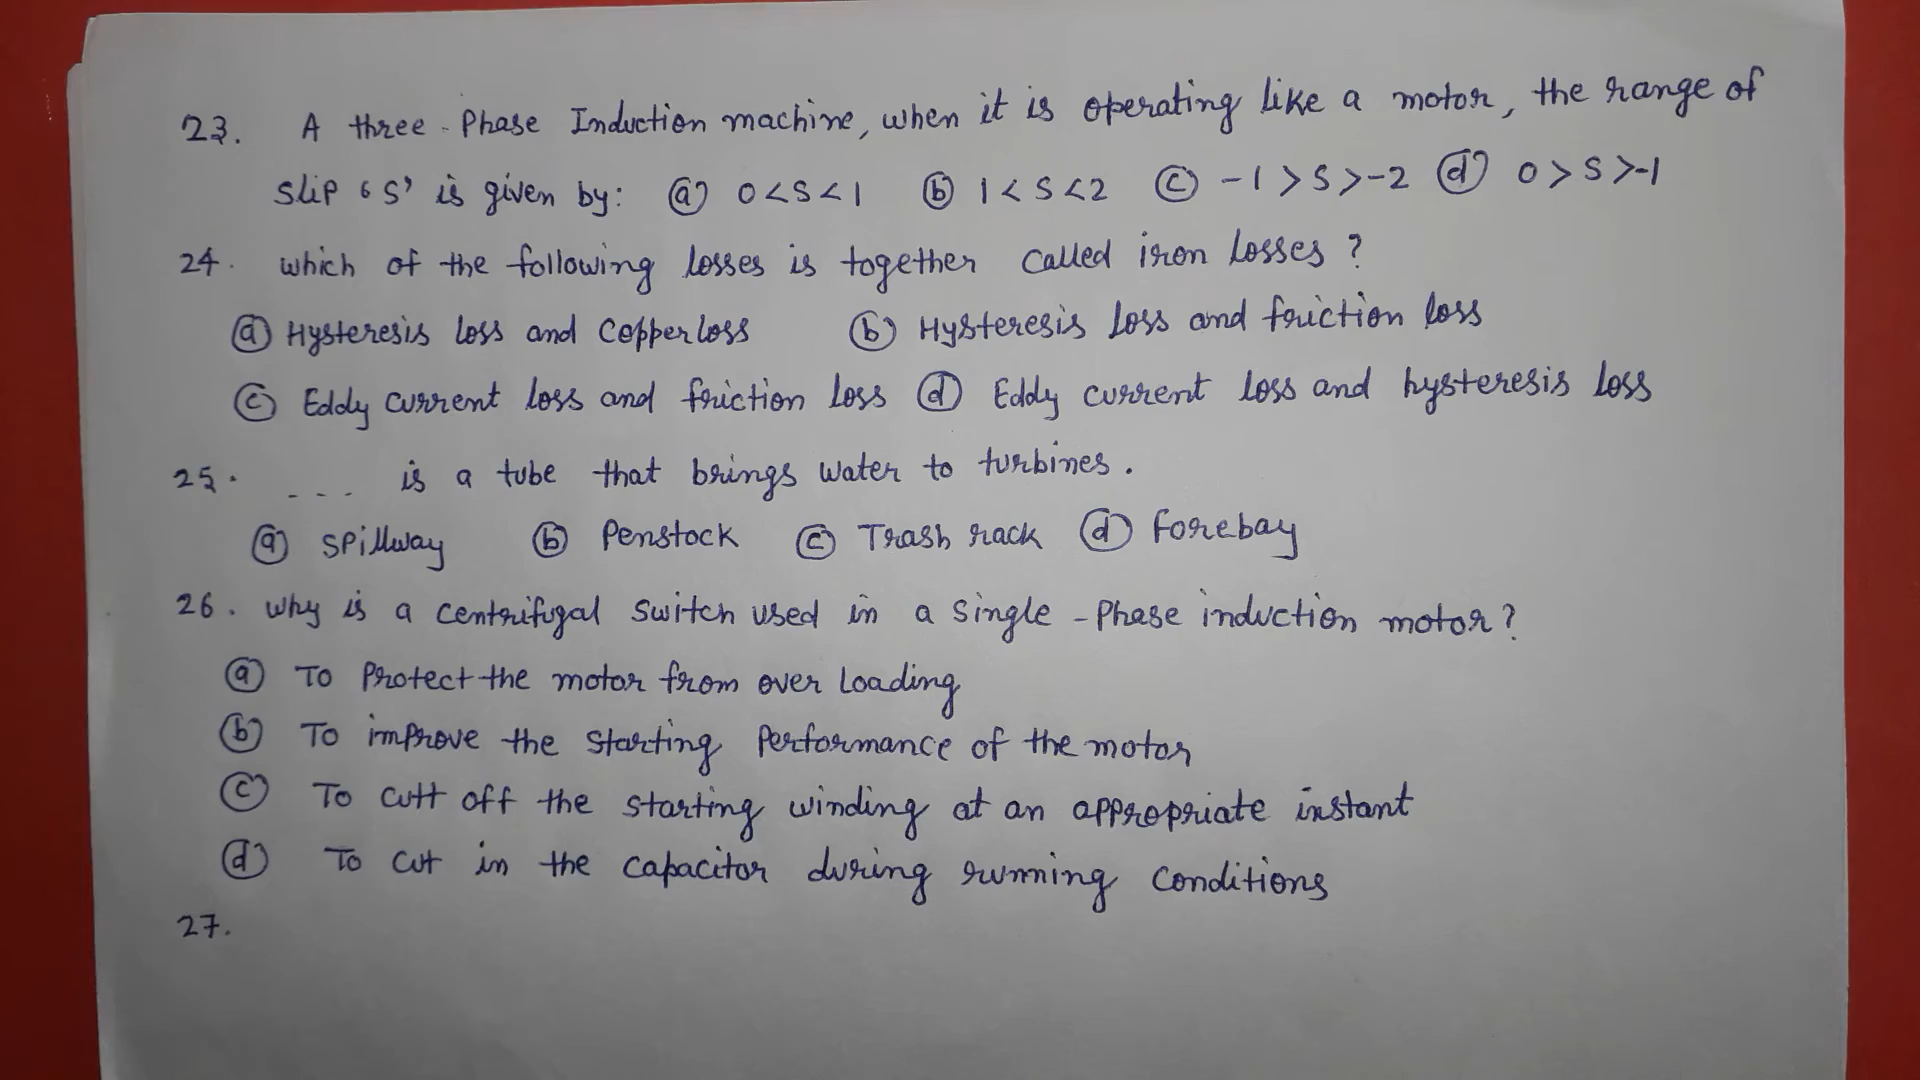 23. A three-Phase Induction machine, when it is operating like a motor, the range of
slip 'S' is given by: (a) 0<S<1 (b) 1<S<2 (c) -1>S>-2 (d) 0>S>-1
24. which of the following losses is together called iron losses?
(a) Hysteresis loss and Copper loss (b) Hysteresis loss and friction loss
(c) Eddy current loss and friction loss (d) Eddy current loss and hysteresis loss
25. --- is a tube that brings water to turbines.
(a) Spillway (b) Penstock (c) Trash rack (d) Forebay
26. Why is a centrifugal switch used in a single-Phase induction motor?
(a) To Protect the motor from over loading
(b) To improve the starting Performance of the motor
(c) To cutt off the starting winding at an appropriate instant
(d) To cut in the capacitor during running conditions
27.